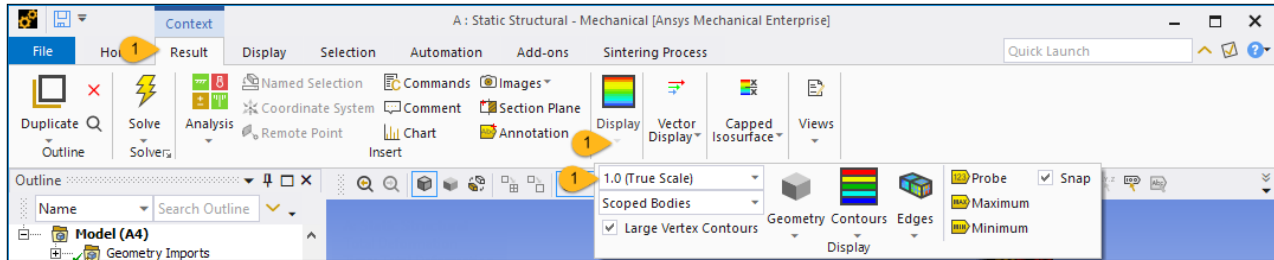 Context
A : Static Structural - Mechanical [Ansys Mechanical Enterprise]
File Ho 1 Result Display Selection Automation Add-ons Sintering Process Quick Launch
Named Selection Commands Images
Duplicate Solve Analysis Coordinate System Comment Section Plane Display Vector Display Capped Isosurface Views
Remote Point Chart Annotation 1
Outline Solver Insert
Outline 1 1.0 (True Scale) Probe Snap
Name Search Outline Scoped Bodies Geometry Contours Edges Maximum
Model (A4) Large Vertex Contours Minimum
Geometry Imports Display